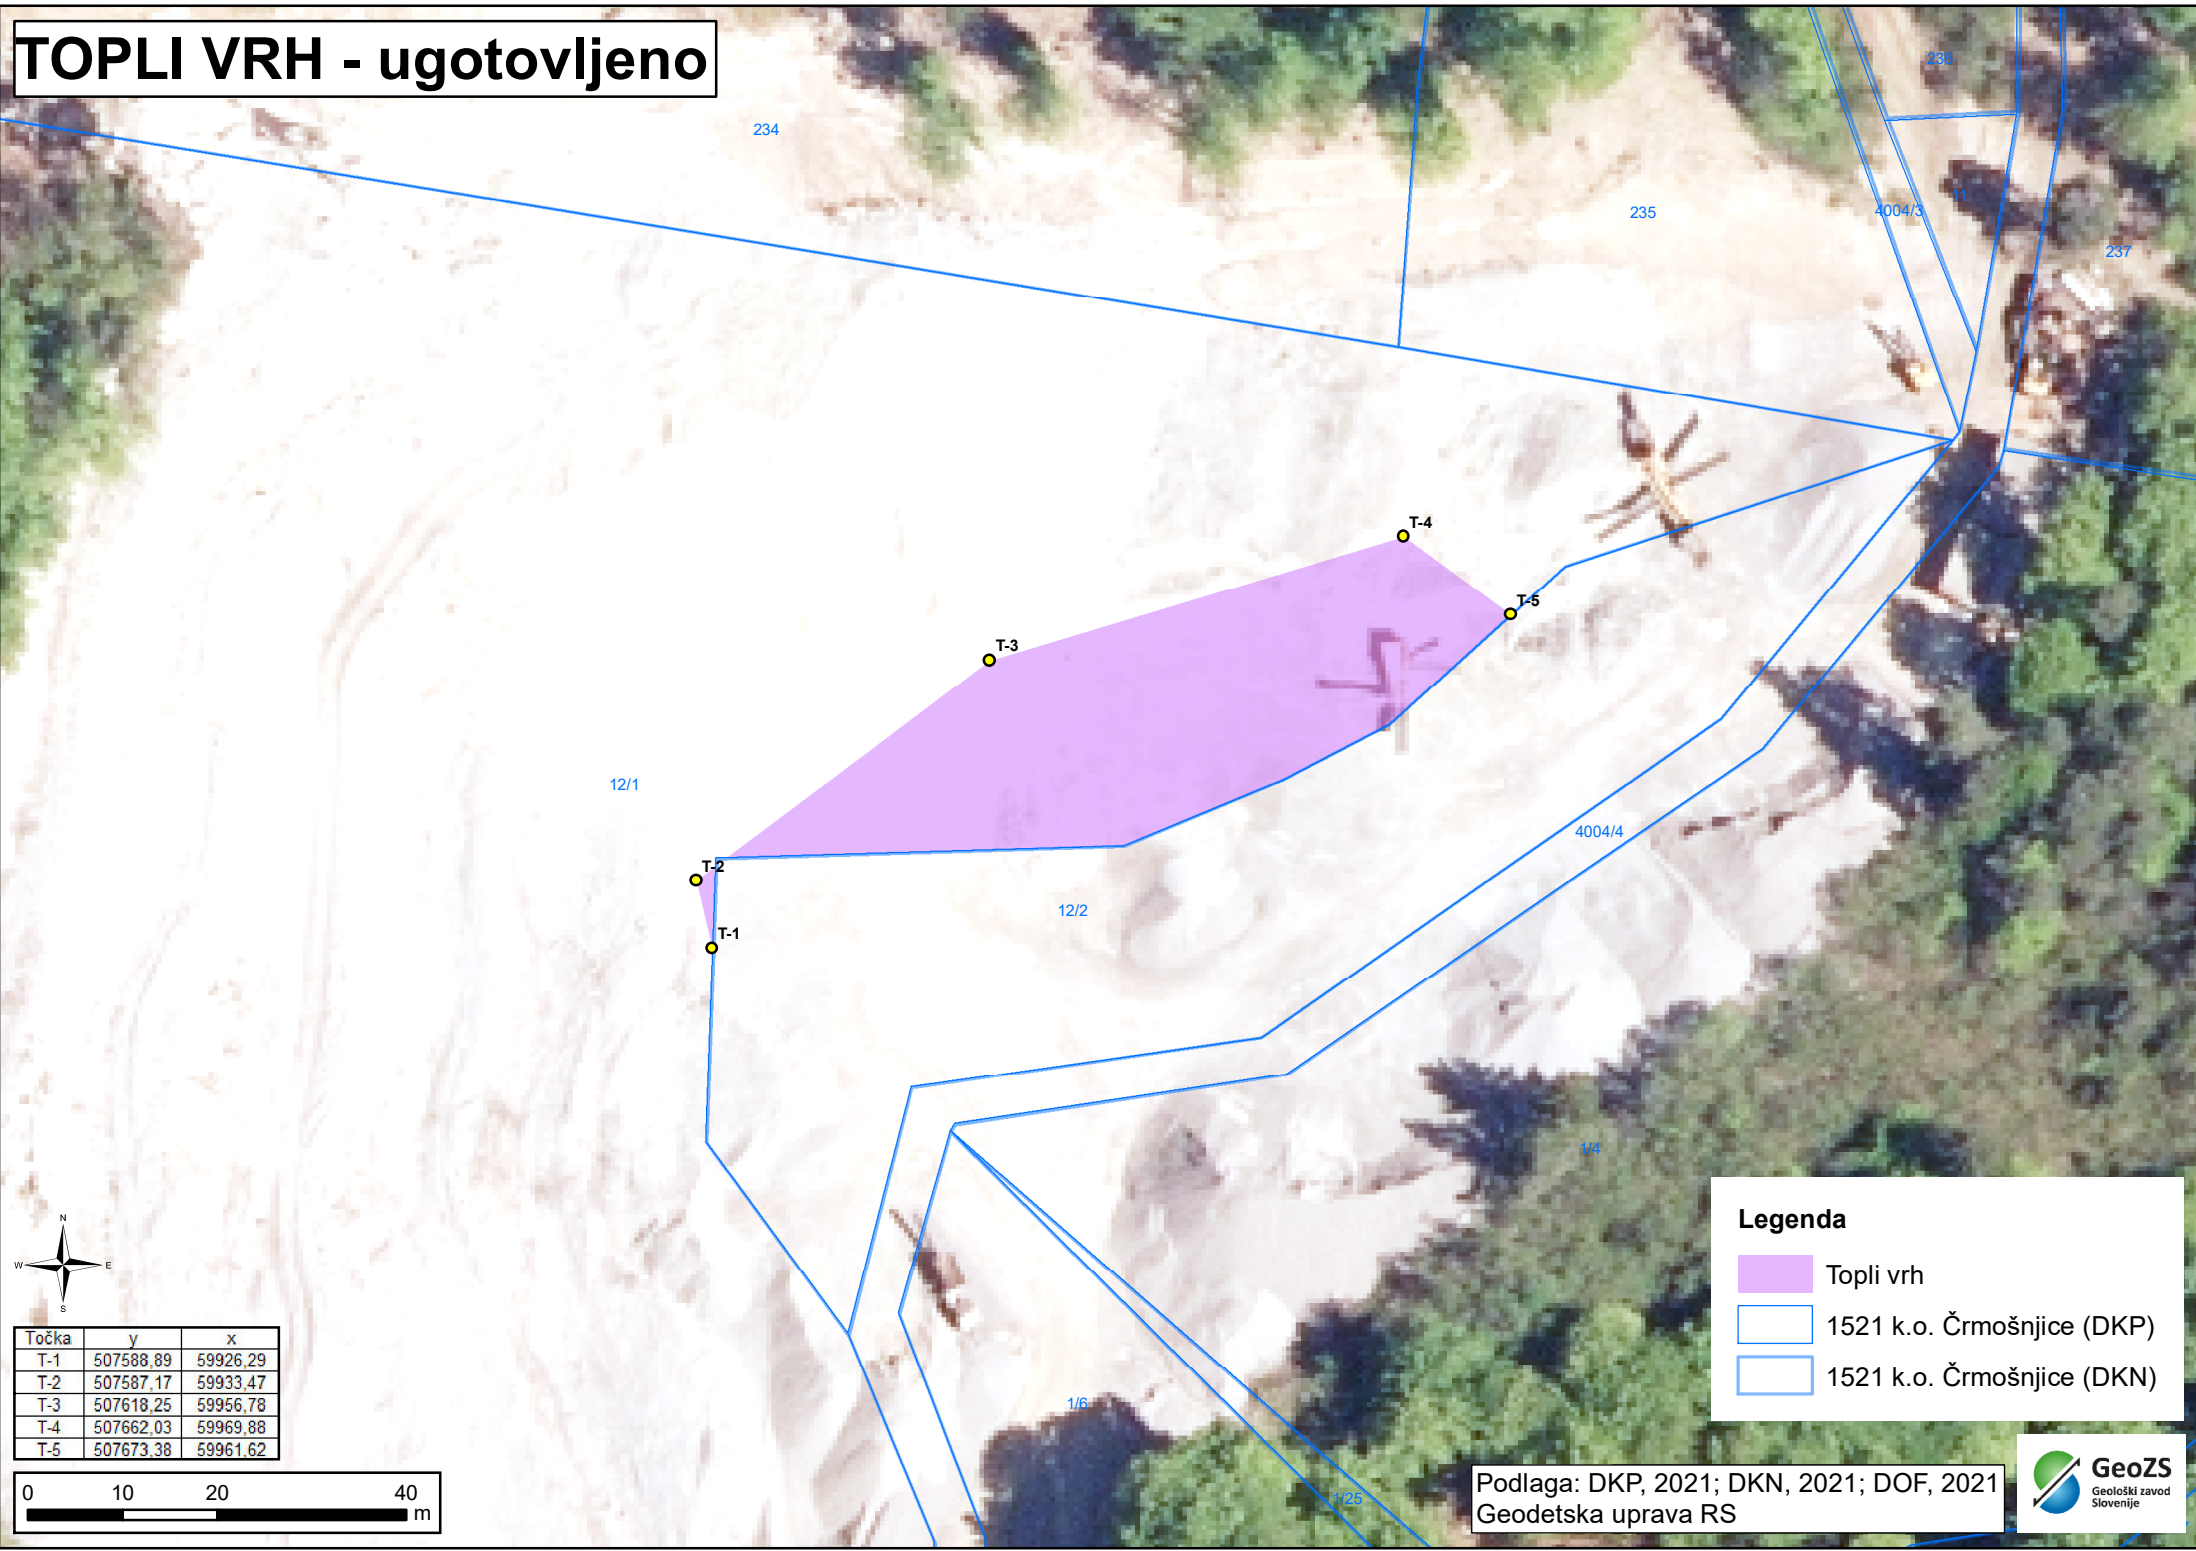 TOPLI VRH - ugotovljeno
234
236
235
4004/3
11
237
T-4
T-5
T-3
12/1
4004/4
T-2
12/2
T-1
1/4
1/6
1/25
N
W E
S
Točka y x
T-1 507588,89 59926,29
T-2 507587,17 59933,47
T-3 507618,25 59956,78
T-4 507662,03 59969,88
T-5 507673,38 59961,62
0 10 20 40
m
Legenda
Topli vrh
1521 k.o. Črmošnjice (DKP)
1521 k.o. Črmošnjice (DKN)
Podlaga: DKP, 2021; DKN, 2021; DOF, 2021
Geodetska uprava RS
GeoZS
Geološki zavod
Slovenije